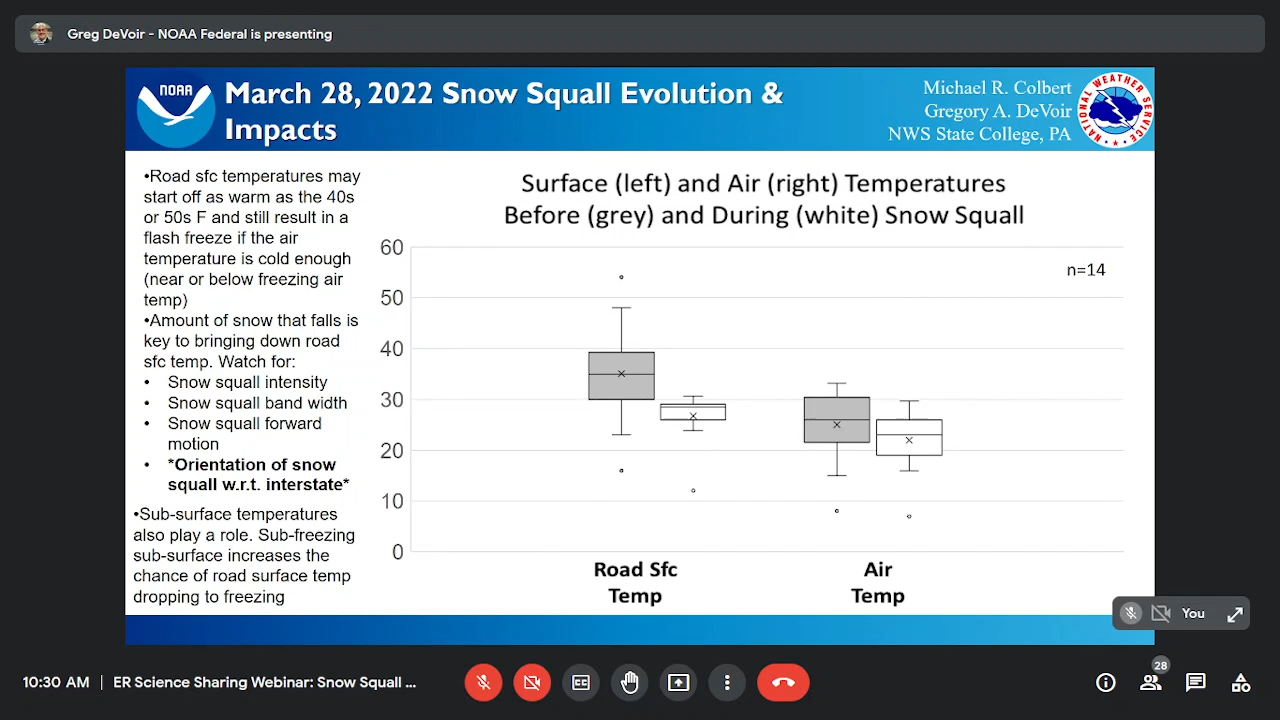 Greg DeVoir - NOAA Federal is presenting
NOAA
March 28, 2022 Snow Squall Evolution &
Impacts
Michael R. Colbert
Gregory A. DeVoir
NWS State College, PA
NATIONAL WEATHER SERVICE
•Road sfc temperatures may
start off as warm as the 40s
or 50s F and still result in a
flash freeze if the air
temperature is cold enough
(near or below freezing air
temp)
•Amount of snow that falls is
key to bringing down road
sfc temp. Watch for:
• Snow squall intensity
• Snow squall band width
• Snow squall forward
motion
• *Orientation of snow
squall w.r.t. interstate*
•Sub-surface temperatures
also play a role. Sub-freezing
sub-surface increases the
chance of road surface temp
dropping to freezing
Surface (left) and Air (right) Temperatures
Before (grey) and During (white) Snow Squall
n=14
60
50
40
30
20
10
0
Road Sfc
Temp
Air
Temp
You
10:30 AM | ER Science Sharing Webinar: Snow Squall ...
CC
28